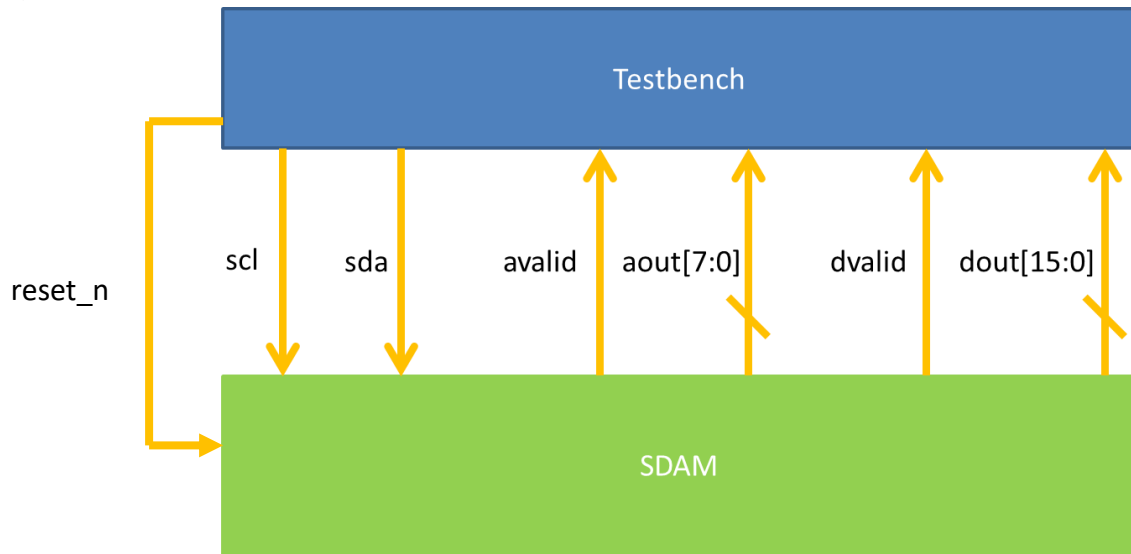 Testbench
scl
sda
avalid
aout[7:0]
dvalid
dout[15:0]
reset_n
SDAM